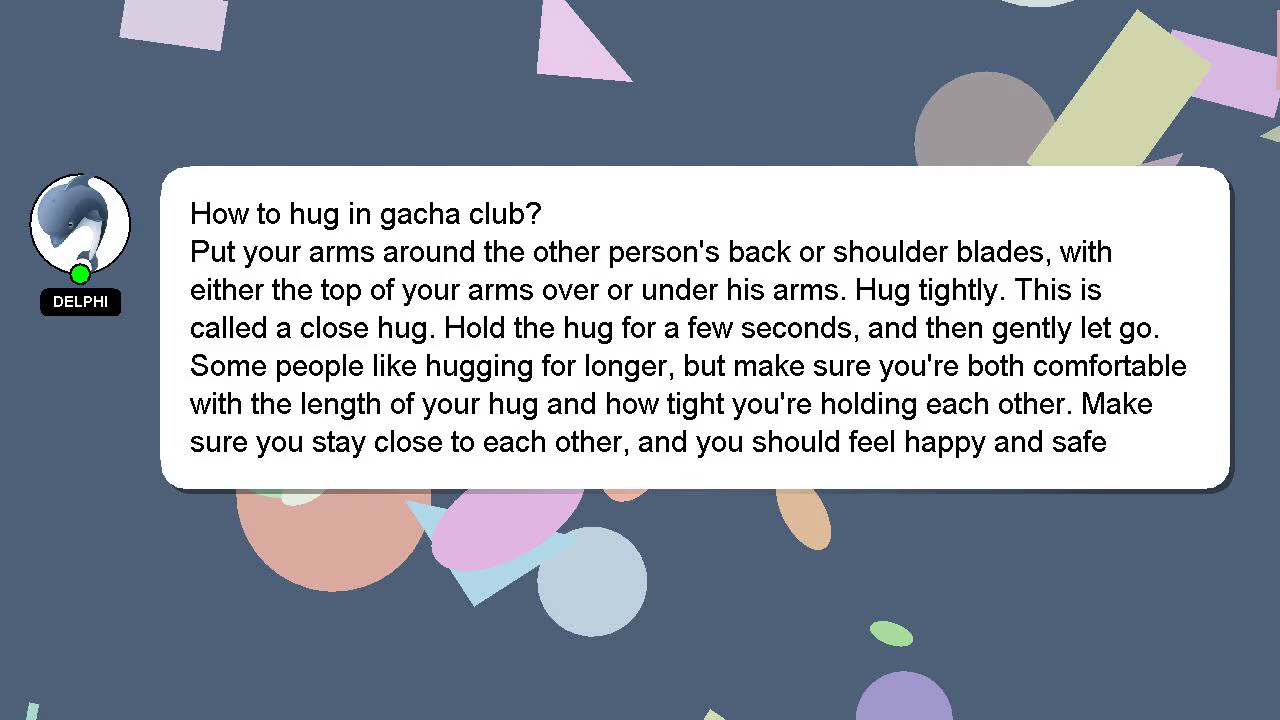 How to hug in gacha club?
Put your arms around the other person's back or shoulder blades, with
either the top of your arms over or under his arms. Hug tightly. This is
called a close hug. Hold the hug for a few seconds, and then gently let go.
Some people like hugging for longer, but make sure you're both comfortable
with the length of your hug and how tight you're holding each other. Make
sure you stay close to each other, and you should feel happy and safe
DELPHI